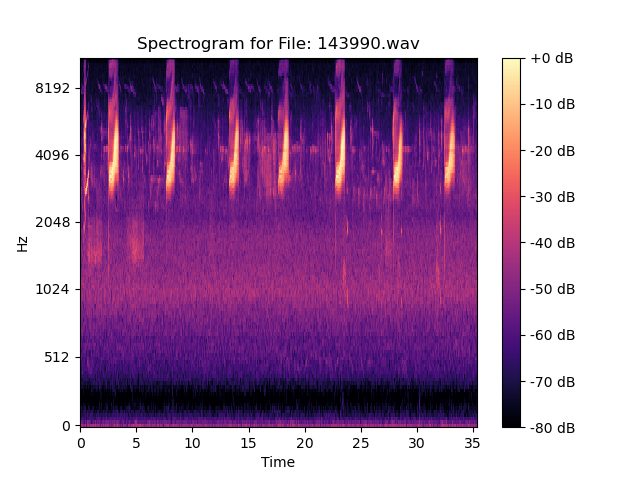 Spectrogram for File: 143990.wav
8192
4096
2048
1024
512
0
Hz
0 5 10 15 20 25 30 35
Time
+0 dB
-10 dB
-20 dB
-30 dB
-40 dB
-50 dB
-60 dB
-70 dB
-80 dB